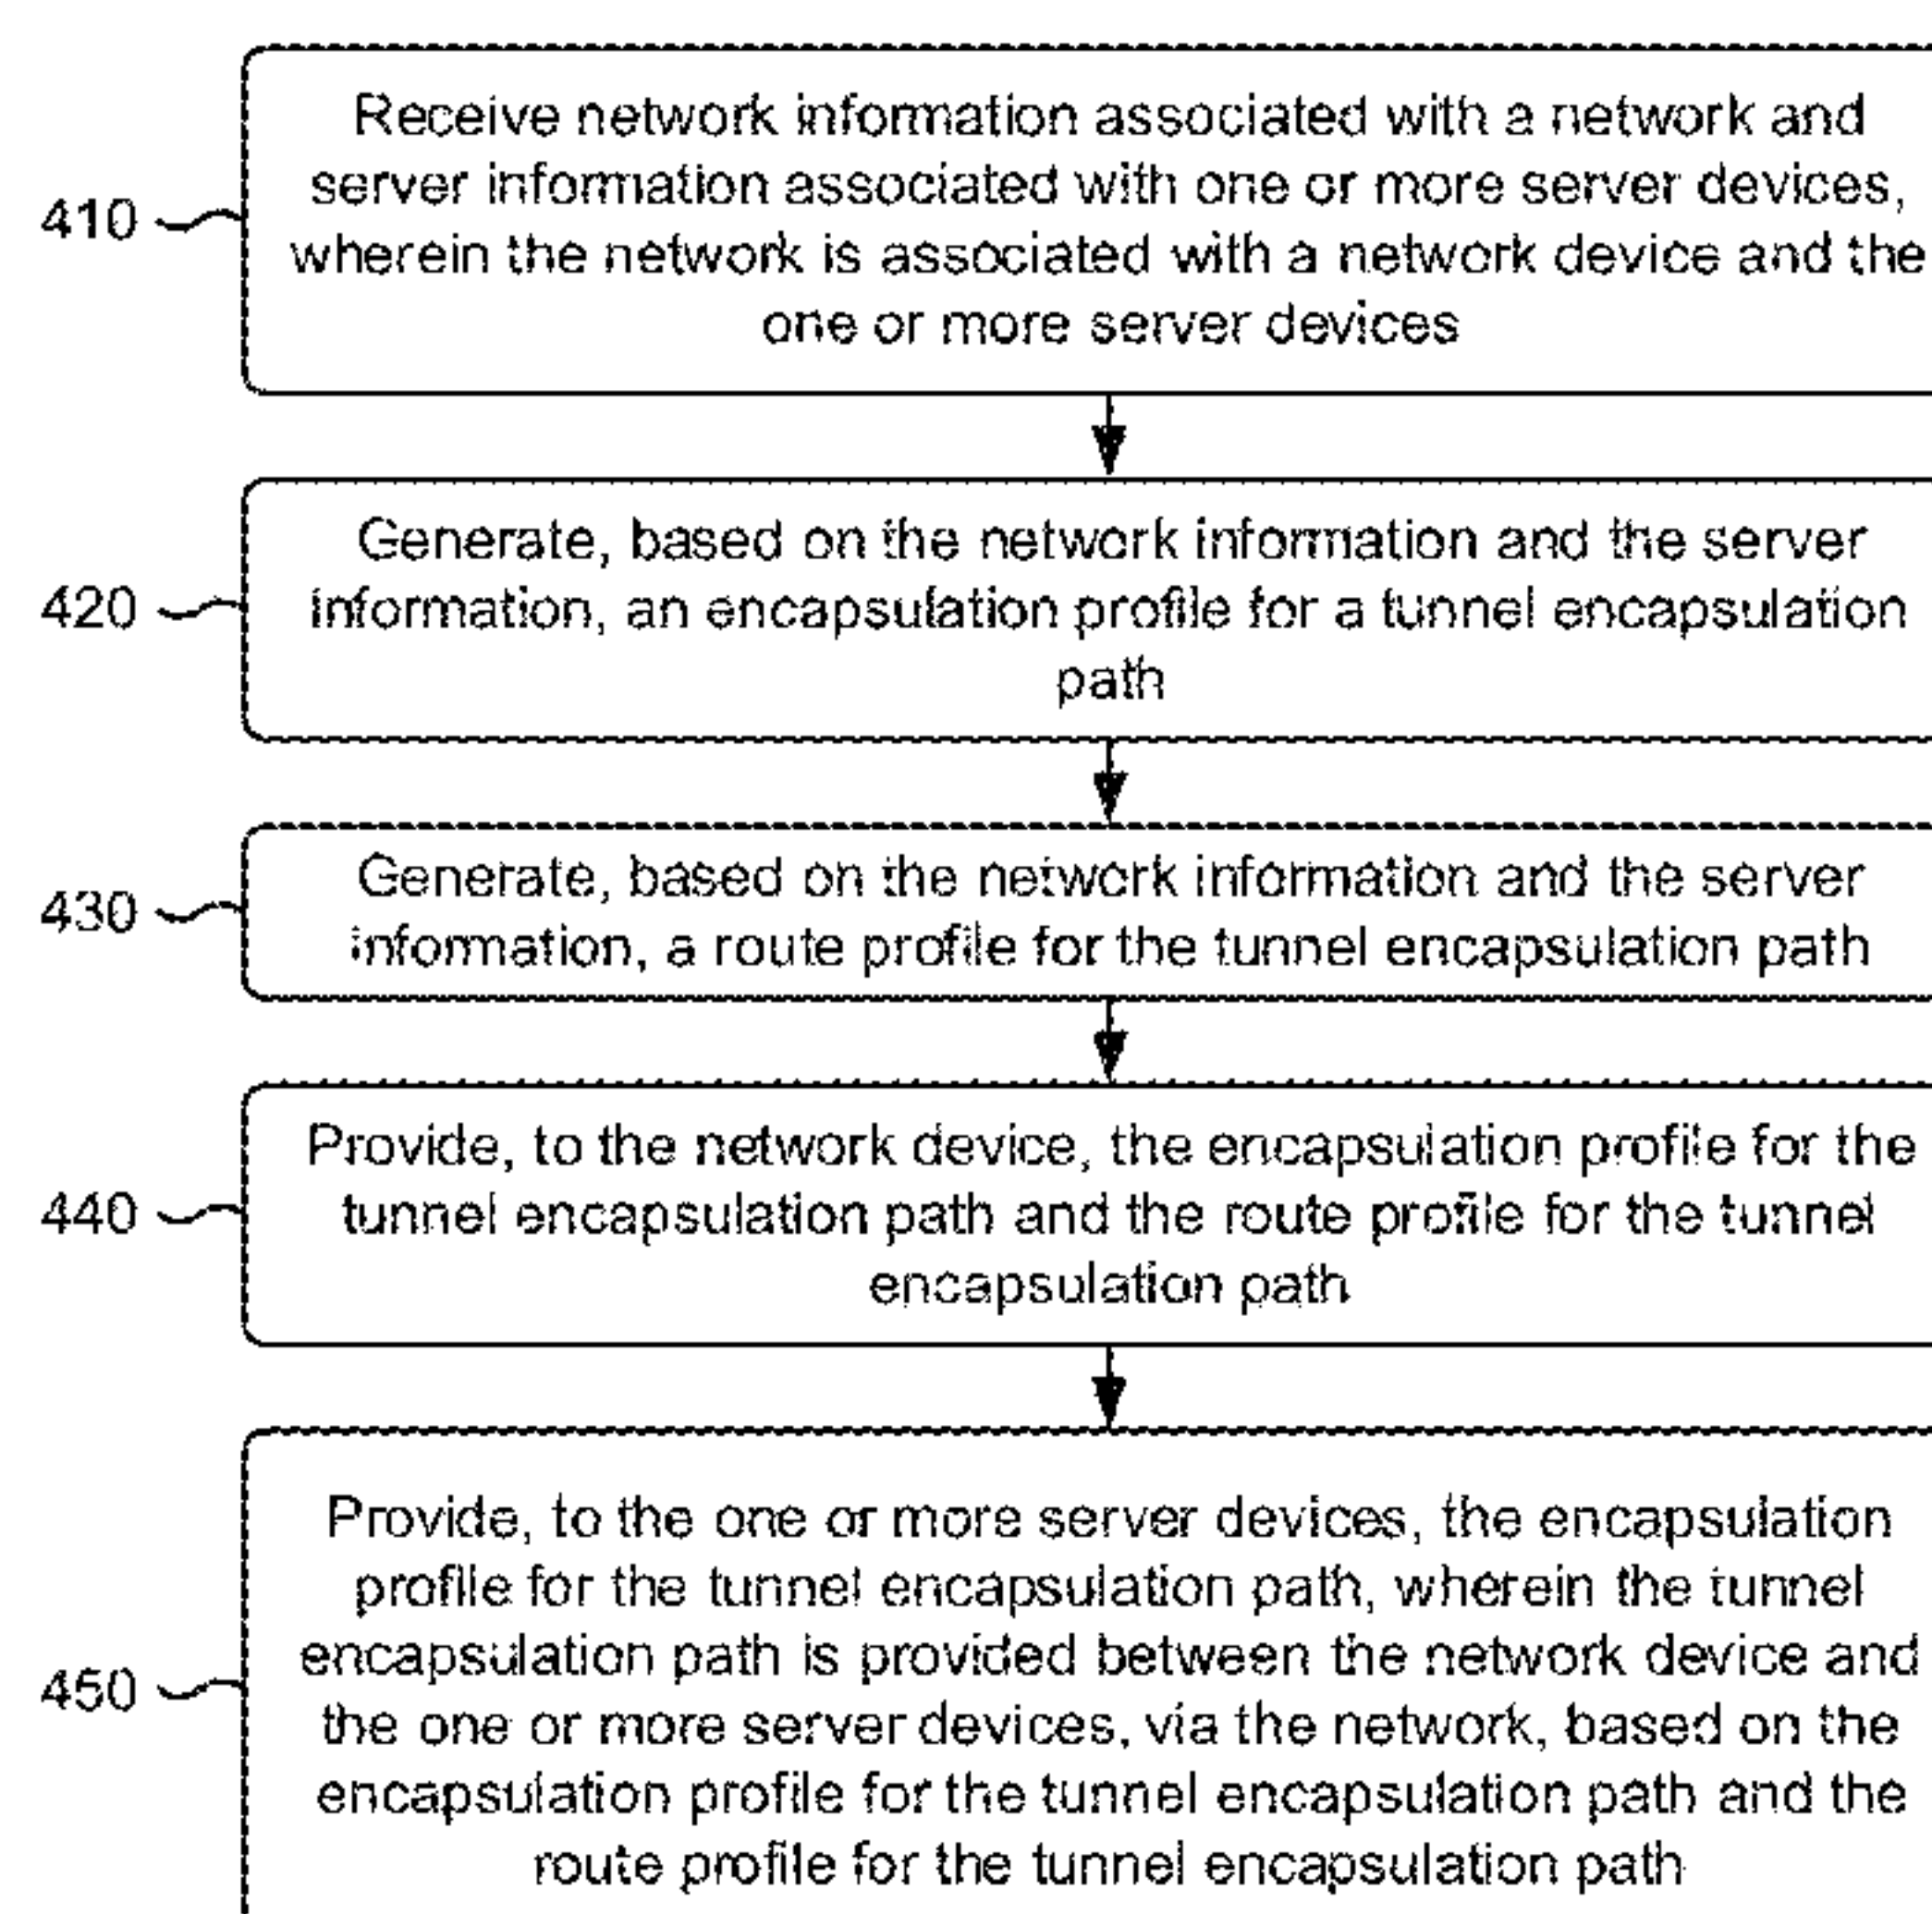 Receive network information associated with a network and
server information associated with one or more server devices,
410
wherein the network is associated with a network device and the
one or more server devices
Generate, based on the network information and the server
420
information, an encapsulation profile for a tunnel encapsulation
path
Generate, based on the network information and the server
430
information, a route profile for the tunnel encapsulation path
Provide, to the network device, the encapsulation profile for the
440
tunnel encapsulation path and the route profile for the tunnel
encapsulation path
Provide, to the one or more server devices, the encapsulation
profile for the tunnel encapsulation path, wherein the tunnel
encapsulation path is provided between the network device and
450
the one or more server devices, via the network, based on the
encapsulation profile for the tunnel encapsulation path and the
route profile for the tunnel encapsulation path